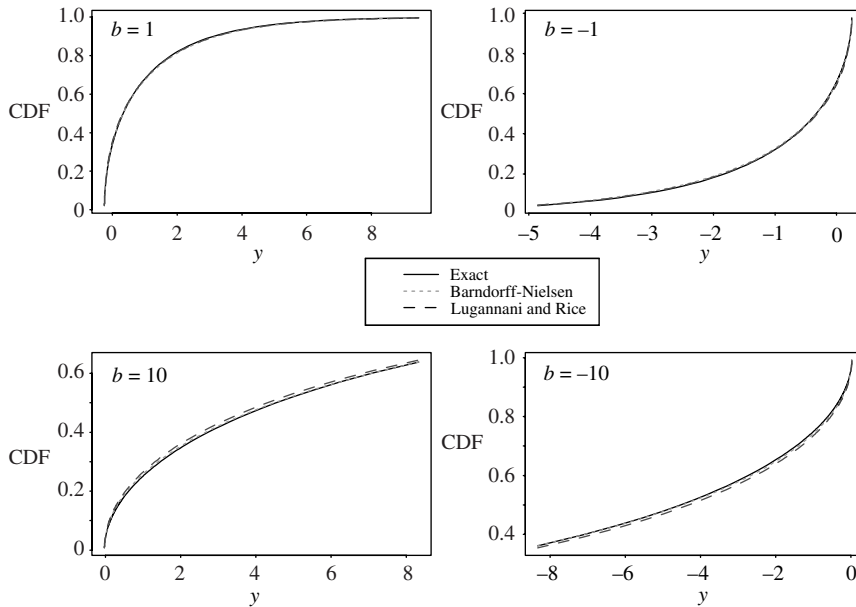 b = 1
CDF
1.0
0.8
0.6
0.4
0.2
0
0 2 4 6 8
y
b = –1
CDF
1.0
0.8
0.6
0.4
0.2
0
–5 –4 –3 –2 –1 0
y
Exact
Barndorff-Nielsen
Lugannani and Rice
b = 10
CDF
0.6
0.4
0.2
0
0 2 4 6 8
y
b = –10
CDF
1.0
0.8
0.6
0.4
–8 –6 –4 –2 0
y